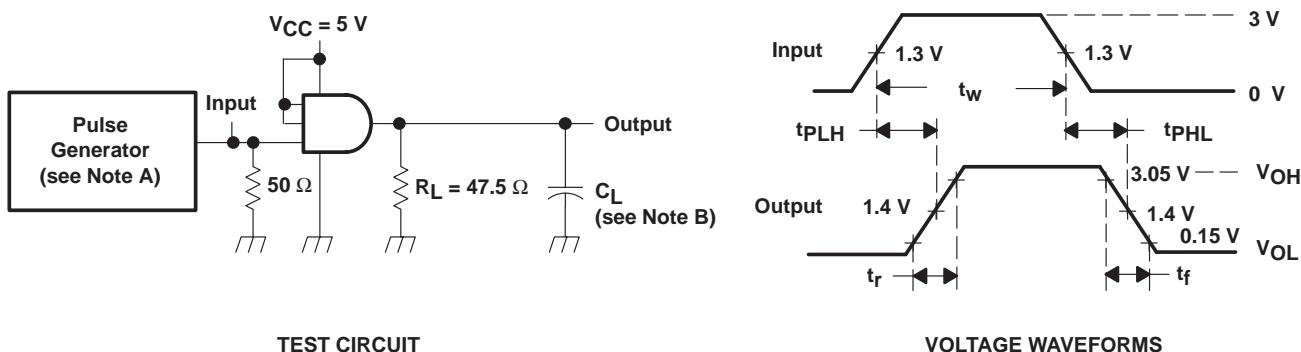 VCC = 5 V
Input
Pulse
Generator
(see Note A)
50 Ω
RL = 47.5 Ω
CL
(see Note B)
Output
TEST CIRCUIT
3 V
Input
1.3 V
1.3 V
tw
0 V
tPLH
tPHL
3.05 V
VOH
Output
1.4 V
1.4 V
0.15 V
VOL
tr
tf
VOLTAGE WAVEFORMS